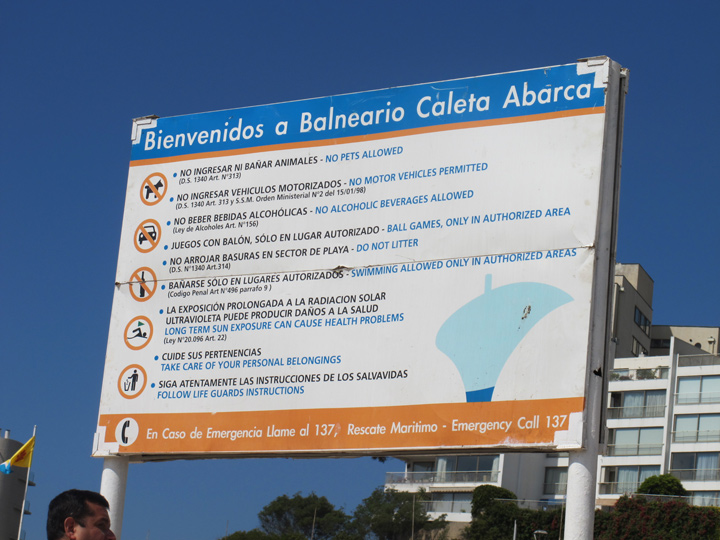 Bienvenidos a Balneario Caleta Abarca
• NO INGRESAR NI BAÑAR ANIMALES - NO PETS ALLOWED
(D.S. 1340 Art. N°313)
• NO INGRESAR VEHICULOS MOTORIZADOS - NO MOTOR VEHICLES PERMITTED
(D.S. 1340 Art. 313 y S.S.M. Orden Ministerial N°2 del 15/01/98)
• NO BEBER BEBIDAS ALCOHÓLICAS - NO ALCOHOLIC BEVERAGES ALLOWED
(Ley de Alcoholes Art. N°156)
• JUEGOS CON BALÓN, SÓLO EN LUGAR AUTORIZADO - BALL GAMES, ONLY IN AUTHORIZED AREA
• NO ARROJAR BASURAS EN SECTOR DE PLAYA - DO NOT LITTER
(D.S. N°1340 Art.314)
• BAÑARSE SÓLO EN LUGARES AUTORIZADOS - SWIMMING ALLOWED ONLY IN AUTHORIZED AREAS
(Codigo Penal Art N°496 parrafo 9 )
• LA EXPOSICIÓN PROLONGADA A LA RADIACION SOLAR
ULTRAVIOLETA PUEDE PRODUCIR DAÑOS A LA SALUD
LONG TERM SUN EXPOSURE CAN CAUSE HEALTH PROBLEMS
(Ley N°20.096 Art. 22)
• CUIDE SUS PERTENENCIAS
TAKE CARE OF YOUR PERSONAL BELONGINGS
• SIGA ATENTAMENTE LAS INSTRUCCIONES DE LOS SALVAVIDAS
FOLLOW LIFE GUARDS INSTRUCTIONS
En Caso de Emergencia Llame al 137, Rescate Maritimo - Emergency Call 137